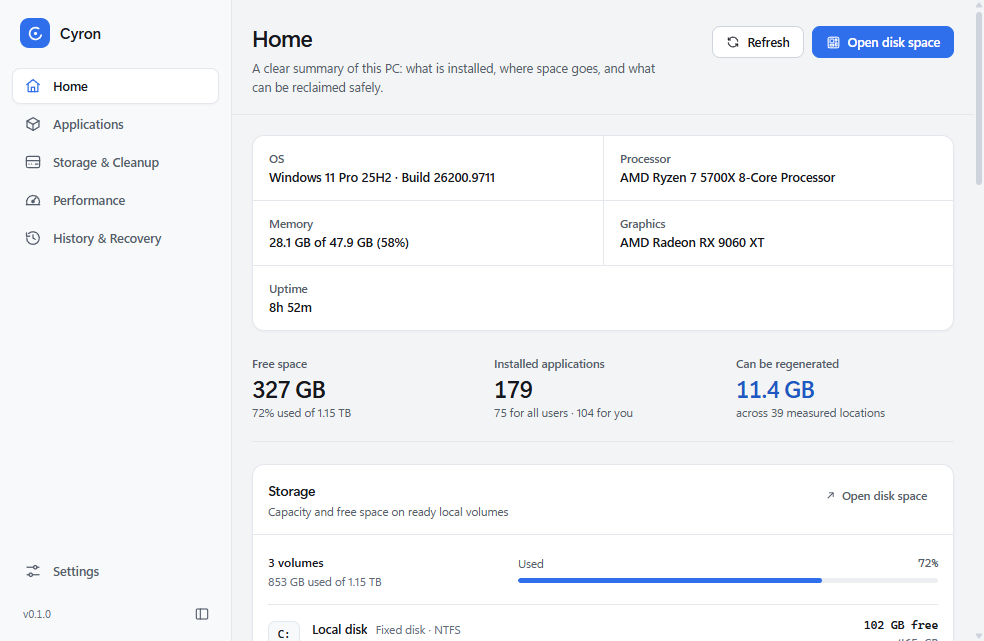 Cyron
Home
Applications
Storage & Cleanup
Performance
History & Recovery
Settings
v0.1.0
Home
A clear summary of this PC: what is installed, where space goes, and what
can be reclaimed safely.
Refresh
Open disk space
OS
Windows 11 Pro 25H2 · Build 26200.9711
Processor
AMD Ryzen 7 5700X 8-Core Processor
Memory
28.1 GB of 47.9 GB (58%)
Graphics
AMD Radeon RX 9060 XT
Uptime
8h 52m
Free space
327 GB
72% used of 1.15 TB
Installed applications
179
75 for all users · 104 for you
Can be regenerated
11.4 GB
across 39 measured locations
Storage
Capacity and free space on ready local volumes
Open disk space
3 volumes
853 GB used of 1.15 TB
Used
72%
C:
Local disk Fixed disk · NTFS
102 GB free